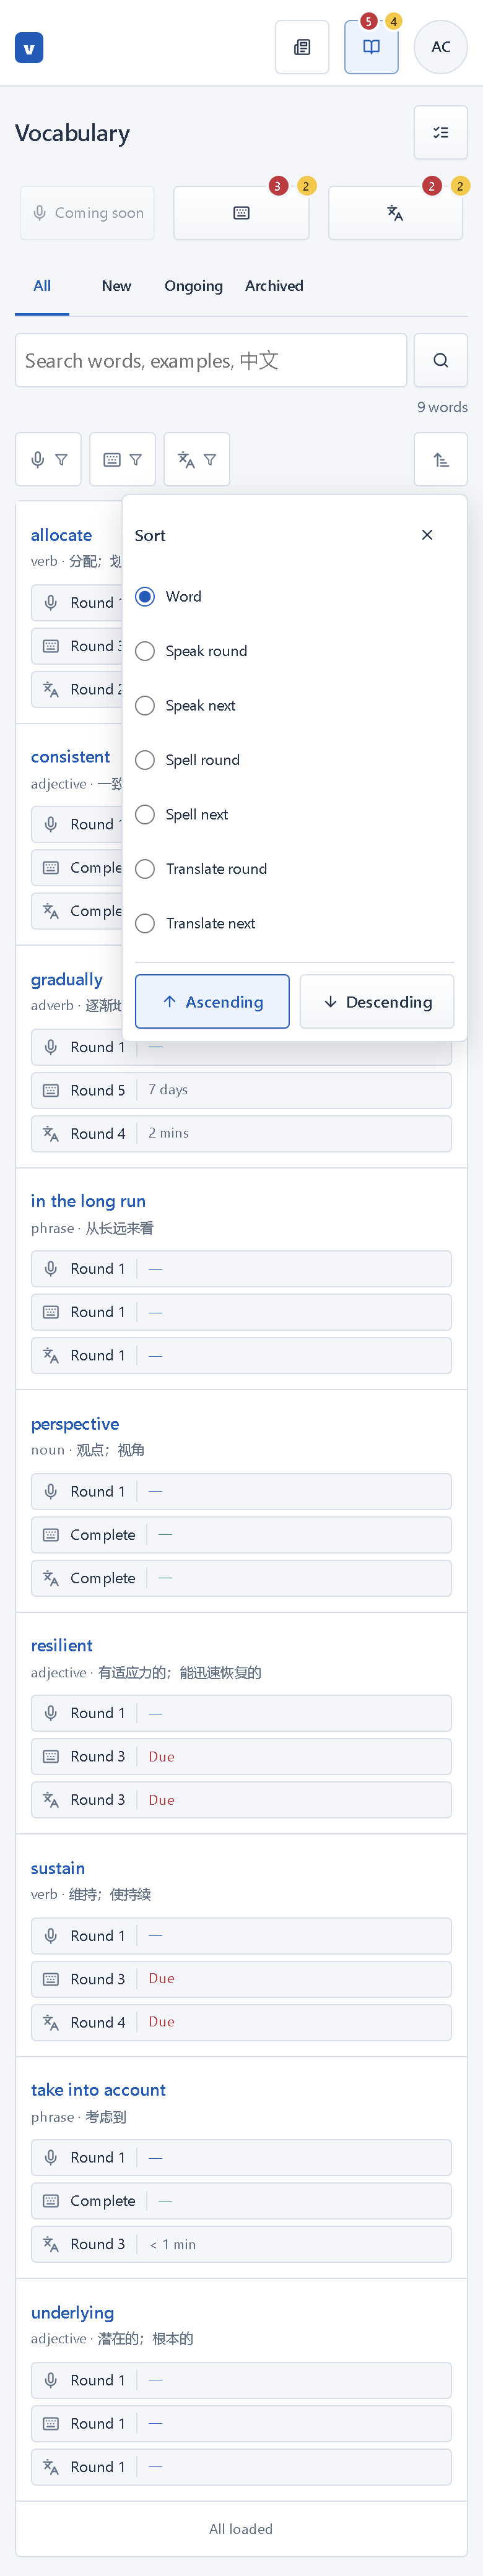 v
5
4
AC
Vocabulary
Coming soon
3
2
2
2
All New Ongoing Archived
Search words, examples, 中文
9 words
Sort
Word
Speak round
Speak next
Spell round
Spell next
Translate round
Translate next
Ascending
Descending
allocate
verb · 分配；划
Round 1
Round 3
Round 2
consistent
adjective · 一致
Round 1
Comple
Comple
gradually
adverb · 逐渐地
Round 1 —
Round 5 7 days
Round 4 2 mins
in the long run
phrase · 从长远来看
Round 1 —
Round 1 —
Round 1 —
perspective
noun · 观点；视角
Round 1 —
Complete —
Complete —
resilient
adjective · 有适应力的；能迅速恢复的
Round 1 —
Round 3 Due
Round 3 Due
sustain
verb · 维持；使持续
Round 1 —
Round 3 Due
Round 4 Due
take into account
phrase · 考虑到
Round 1 —
Complete —
Round 3 < 1 min
underlying
adjective · 潜在的；根本的
Round 1 —
Round 1 —
Round 1 —
All loaded